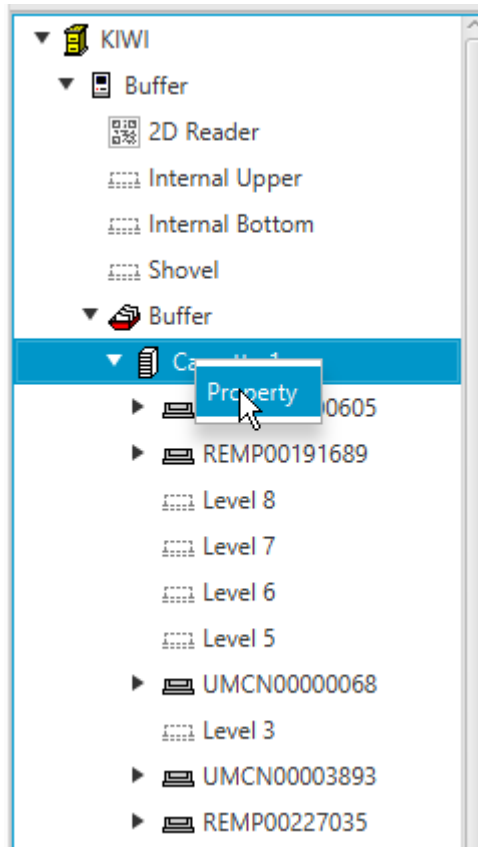 KIWI
Buffer
2D Reader
Internal Upper
Internal Bottom
Shovel
Buffer
Property
REMP00191689
Level 8
Level 7
Level 6
Level 5
UMCN00000068
Level 3
UMCN00003893
REMP00227035